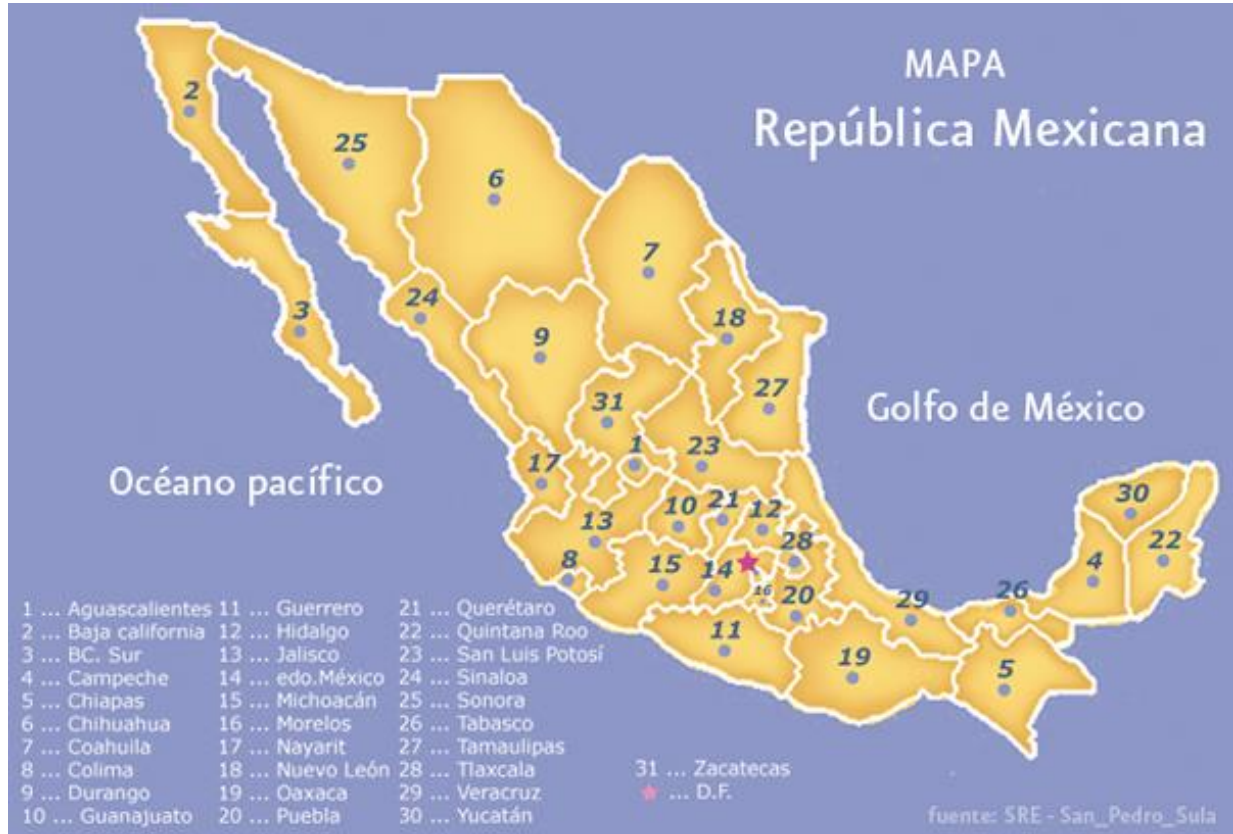 MAPA
República Mexicana
2
25
6
7
3
24
9
18
27
31
Golfo de México
1
23
17
Océano pacífico
30
10
21
12
13
28
22
8
15
14
4
16
20
26
29
11
19
5
1 ... Aguascalientes
2 ... Baja california
3 ... BC. Sur
4 ... Campeche
5 ... Chiapas
6 ... Chihuahua
7 ... Coahuila
8 ... Colima
9 ... Durango
10 ... Guanajuato
11 ... Guerrero
12 ... Hidalgo
13 ... Jalisco
14 ... edo.México
15 ... Michoacán
16 ... Morelos
17 ... Nayarit
18 ... Nuevo León
19 ... Oaxaca
20 ... Puebla
21 ... Querétaro
22 ... Quintana Roo
23 ... San Luis Potosí
24 ... Sinaloa
25 ... Sonora
26 ... Tabasco
27 ... Tamaulipas
28 ... Tlaxcala
29 ... Veracruz
30 ... Yucatán
31 ... Zacatecas
★ ... D.F.
fuente: SRE - San_Pedro_Sula